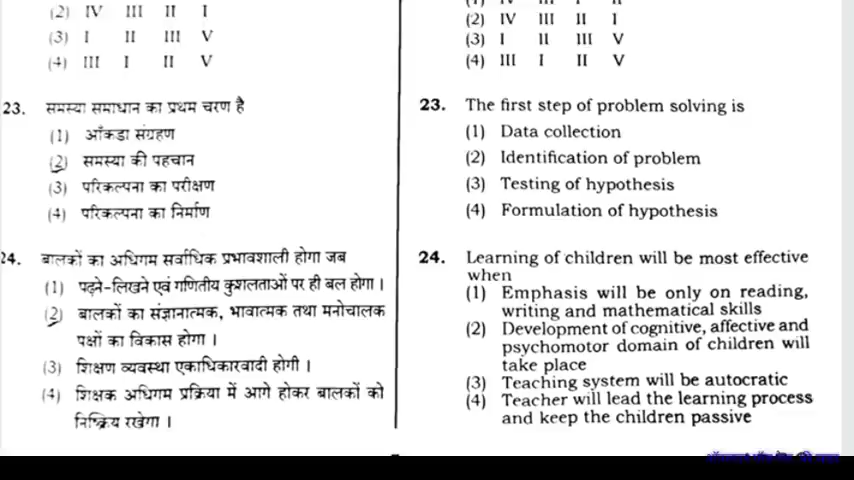 (2) IV III II I
(3) I II III V
(4) III I II V
23. समस्या समाधान का प्रथम चरण है
(1) आँकडा संग्रहण
(2) समस्या की पहचान
(3) परिकल्पना का परीक्षण
(4) परिकल्पना का निर्माण
24. बालकों का अधिगम सर्वाधिक प्रभावशाली होगा जब
(1) पढ़ने-लिखने एवं गणितीय कुशलताओं पर ही बल होगा ।
(2) बालकों का संज्ञानात्मक, भावात्मक तथा मनोचालक
पक्षों का विकास होगा ।
(3) शिक्षण व्यवस्था एकाधिकारवादी होगी ।
(4) शिक्षक अधिगम प्रक्रिया में आगे होकर बालकों को
निष्क्रिय रखेगा ।
(2) IV III II I
(3) I II III V
(4) III I II V
23. The first step of problem solving is
(1) Data collection
(2) Identification of problem
(3) Testing of hypothesis
(4) Formulation of hypothesis
24. Learning of children will be most effective
when
(1) Emphasis will be only on reading,
writing and mathematical skills
(2) Development of cognitive, affective and
psychomotor domain of children will
take place
(3) Teaching system will be autocratic
(4) Teacher will lead the learning process
and keep the children passive